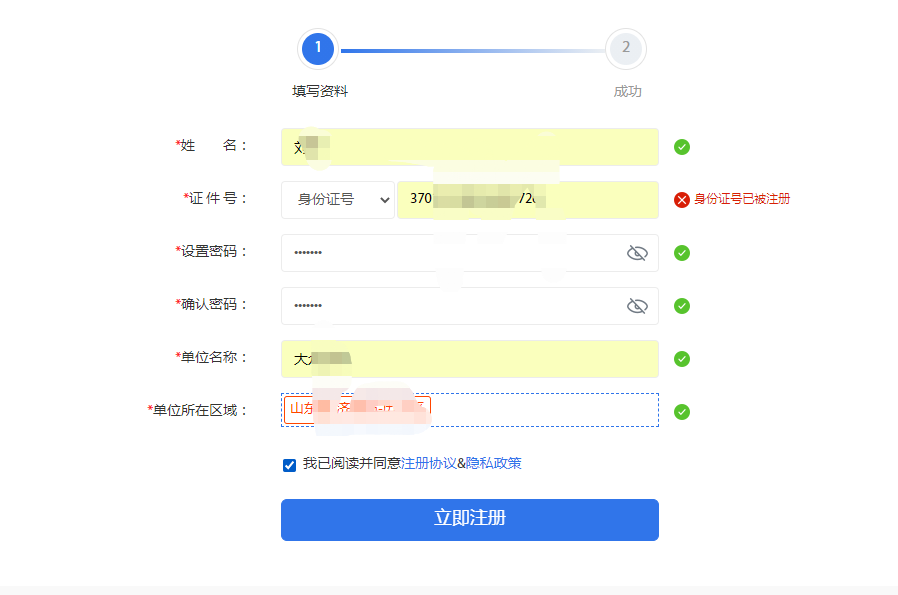 1 2
填写资料 成功
*姓 名：
*证 件 号： 身份证号 370 身份证号已被注册
*设置密码： •••••••
*确认密码： •••••••
*单位名称： 大
*单位所在区域： 山东 济
我已阅读并同意注册协议&隐私政策
立即注册